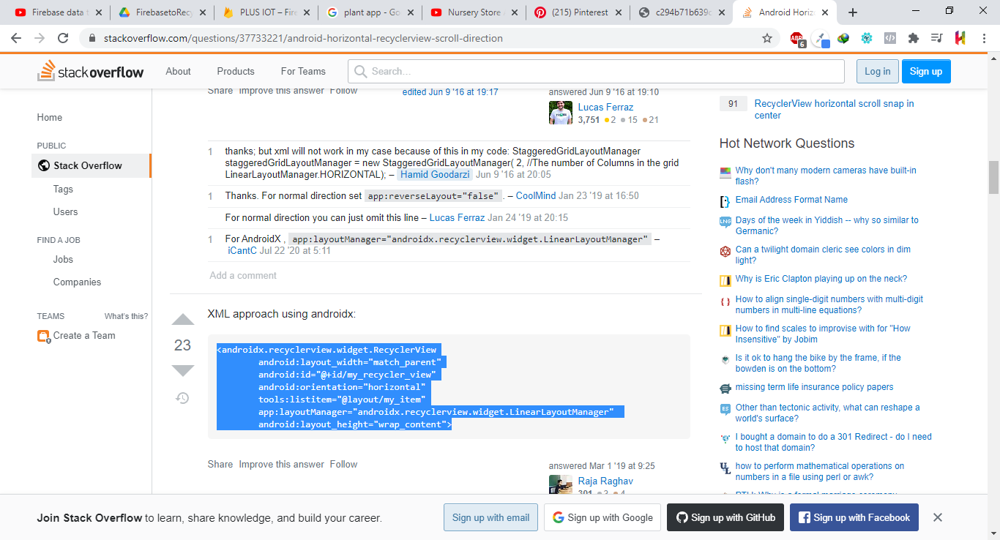 Firebase data t
FirebasetoRecy
PLUS IOT – Fire
plant app - Go
Nursery Store
(215) Pinterest
c294b71b639c
Android Horiz
stackoverflow.com/questions/37733221/android-horizontal-recyclerview-scroll-direction
ABP
6
stackoverflow
About
Products
For Teams
Search...
Log in
Sign up
Home
PUBLIC
Stack Overflow
Tags
Users
FIND A JOB
Jobs
Companies
TEAMS
What's this?
Create a Team
Share Improve this answer Follow
edited Jun 9 '16 at 19:17
answered Jun 9 '16 at 19:10
Lucas Ferraz
3,751 2 15 21
1
thanks; but xml will not work in my case because of this in my code: StaggeredGridLayoutManager
staggeredGridLayoutManager = new StaggeredGridLayoutManager( 2, //The number of Columns in the grid
LinearLayoutManager.HORIZONTAL); – Hamid Goodarzi Jun 9 '16 at 20:05
1
Thanks. For normal direction set app:reverseLayout="false" . – CoolMind Jan 23 '19 at 16:50
For normal direction you can just omit this line – Lucas Ferraz Jan 24 '19 at 20:15
1
For AndroidX , app:layoutManager="androidx.recyclerview.widget.LinearLayoutManager" –
iCantC Jul 22 '20 at 5:11
Add a comment
23
XML approach using androidx:
<androidx.recyclerview.widget.RecyclerView
android:layout_width="match_parent"
android:id="@+id/my_recycler_view"
android:orientation="horizontal"
tools:listitem="@layout/my_item"
app:layoutManager="androidx.recyclerview.widget.LinearLayoutManager"
android:layout_height="wrap_content">
Share Improve this answer Follow
answered Mar 1 '19 at 9:25
Raja Raghav
301 3 4
91
RecyclerView horizontal scroll snap in
center
Hot Network Questions
Why don't many modern cameras have built-in
flash?
Email Address Format Name
LNG
Days of the week in Yiddish -- why so similar to
Germanic?
Can a twilight domain cleric see colors in dim
light?
Why is Eric Clapton playing up on the neck?
How to align single-digit numbers with multi-digit
numbers in multi-line equations?
How to find scales to improvise with for "How
Insensitive" by Jobim
Is it ok to hang the bike by the frame, if the
bowden is on the bottom?
missing term life insurance policy papers
ES
Other than tectonic activity, what can reshape a
world's surface?
I bought a domain to do a 301 Redirect - do I need
to host that domain?
UL
how to perform mathematical operations on
numbers in a file using perl or awk?
Join Stack Overflow to learn, share knowledge, and build your career.
Sign up with email
Sign up with Google
Sign up with GitHub
Sign up with Facebook